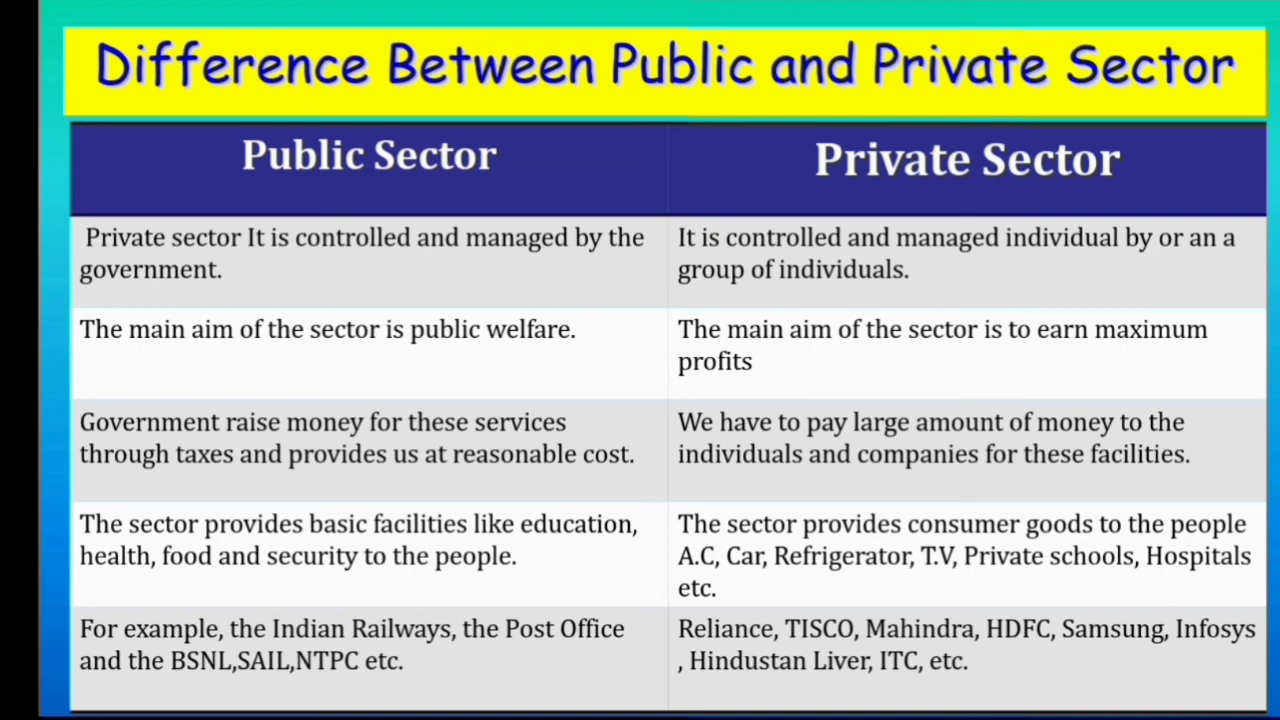 Difference Between Public and Private Sector
Public Sector
Private Sector
Private sector It is controlled and managed by the
government.
It is controlled and managed individual by or an a
group of individuals.
The main aim of the sector is public welfare.
The main aim of the sector is to earn maximum
profits
Government raise money for these services
through taxes and provides us at reasonable cost.
We have to pay large amount of money to the
individuals and companies for these facilities.
The sector provides basic facilities like education,
health, food and security to the people.
The sector provides consumer goods to the people
A.C, Car, Refrigerator, T.V, Private schools, Hospitals
etc.
For example, the Indian Railways, the Post Office
and the BSNL,SAIL,NTPC etc.
Reliance, TISCO, Mahindra, HDFC, Samsung, Infosys
, Hindustan Liver, ITC, etc.